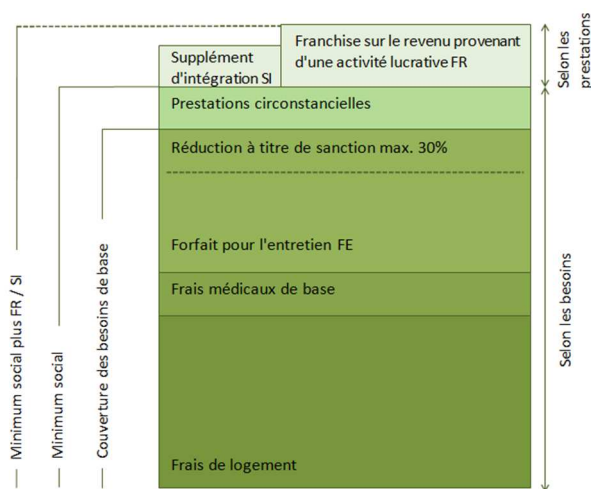 Supplément
d'intégration SI
Franchise sur le revenu provenant
d'une activité lucrative FR
Prestations circonstancielles
Réduction à titre de sanction max. 30%
Forfait pour l'entretien FE
Frais médicaux de base
Frais de logement
Minimum social plus FR / SI
Minimum social
Couverture des besoins de base
Selon les
prestations
Selon les besoins